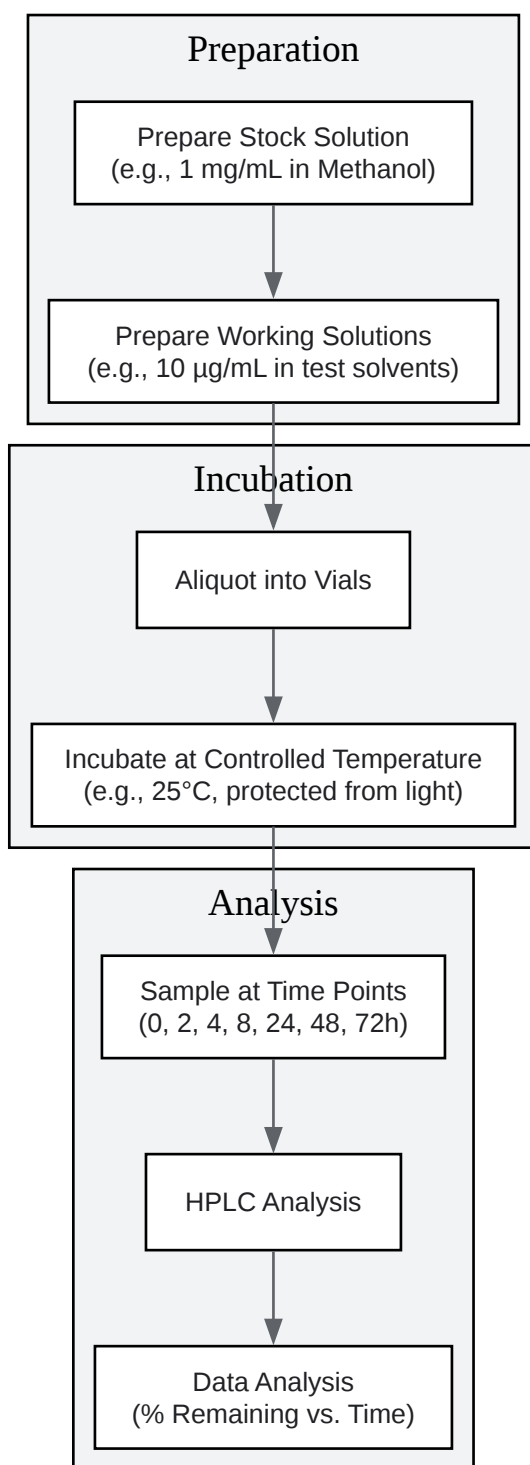 Preparation
Prepare Stock Solution
(e.g., 1 mg/mL in Methanol)
Prepare Working Solutions
(e.g., 10 µg/mL in test solvents)
Incubation
Aliquot into Vials
Incubate at Controlled Temperature
(e.g., 25°C, protected from light)
Analysis
Sample at Time Points
(0, 2, 4, 8, 24, 48, 72h)
HPLC Analysis
Data Analysis
(% Remaining vs. Time)